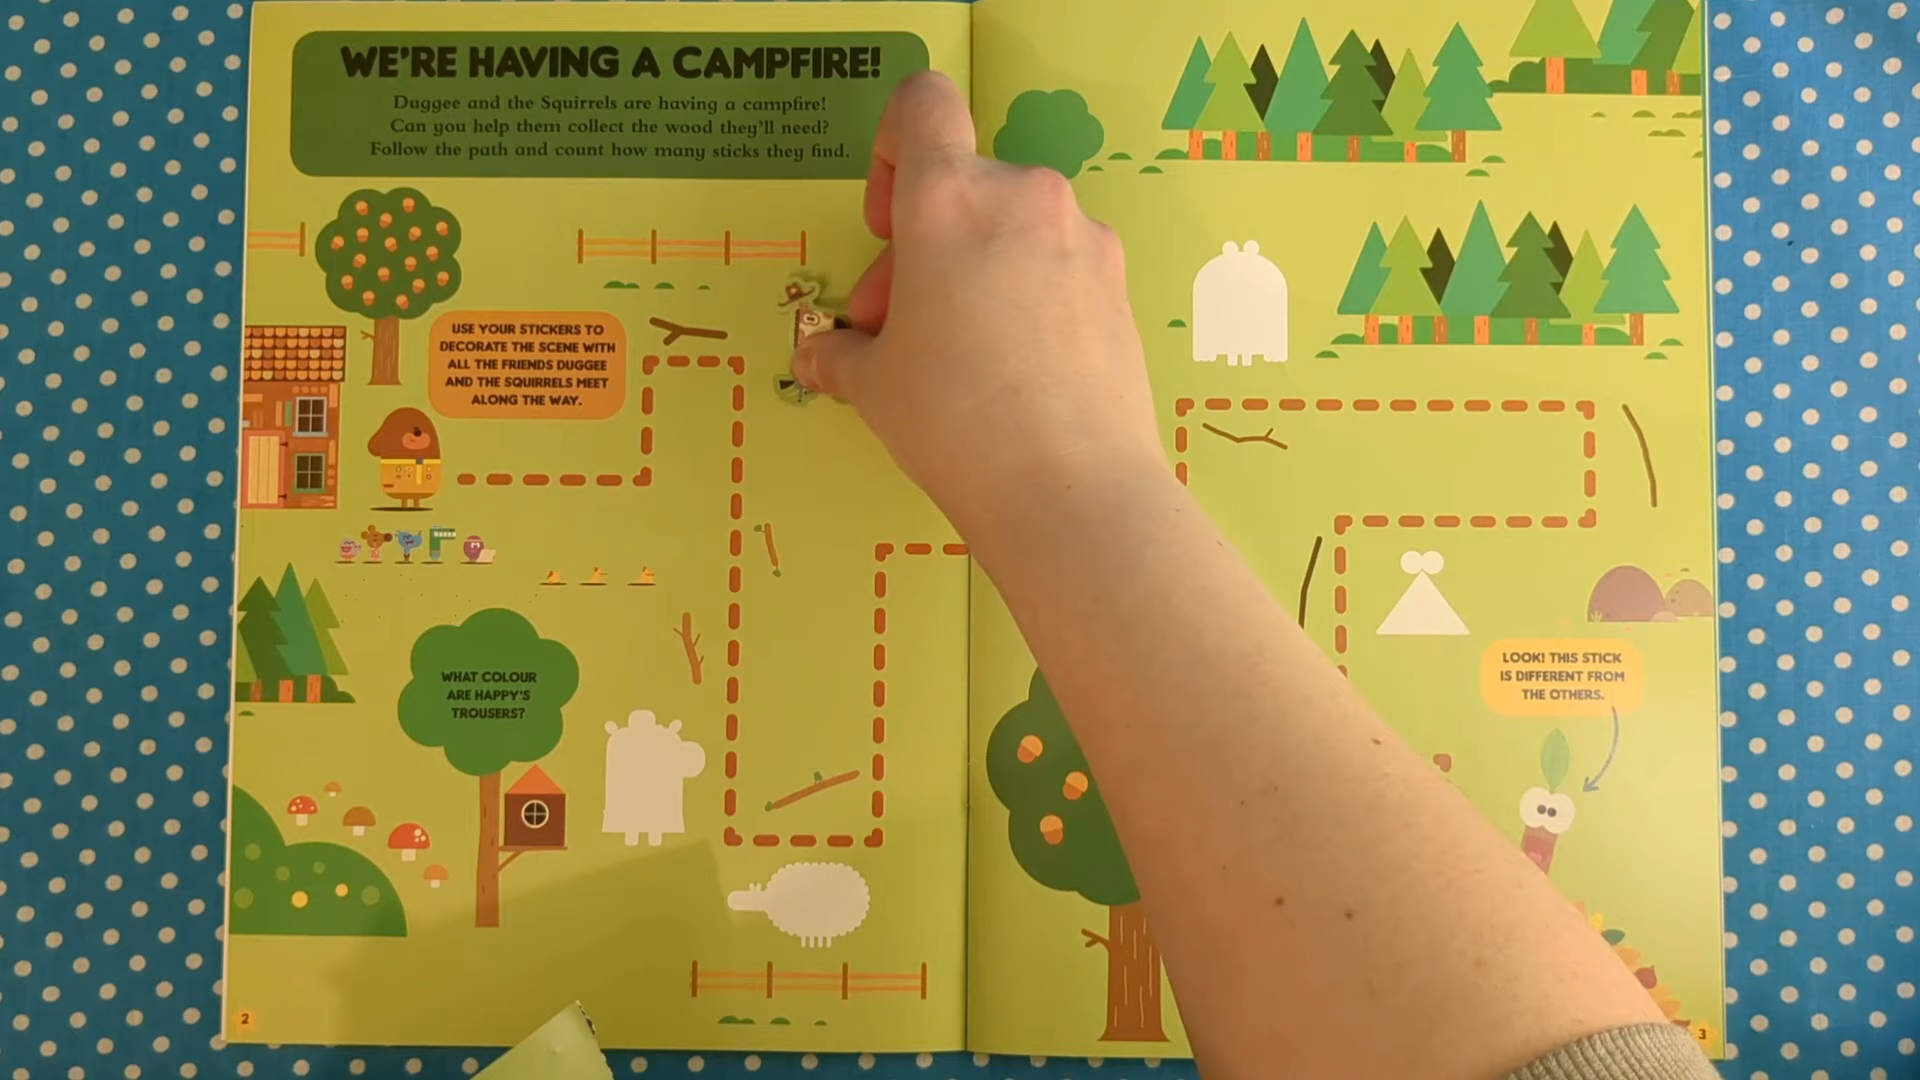 WE'RE HAVING A CAMPFIRE!
Duggee and the Squirrels are having a campfire!
Can you help them collect the wood they'll need?
Follow the path and count how many sticks they find.
USE YOUR STICKERS TO
DECORATE THE SCENE WITH
ALL THE FRIENDS DUGGEE
AND THE SQUIRRELS MEET
ALONG THE WAY.
WHAT COLOUR
ARE HAPPY'S
TROUSERS?
LOOK! THIS STICK
IS DIFFERENT FROM
THE OTHERS.
2
3